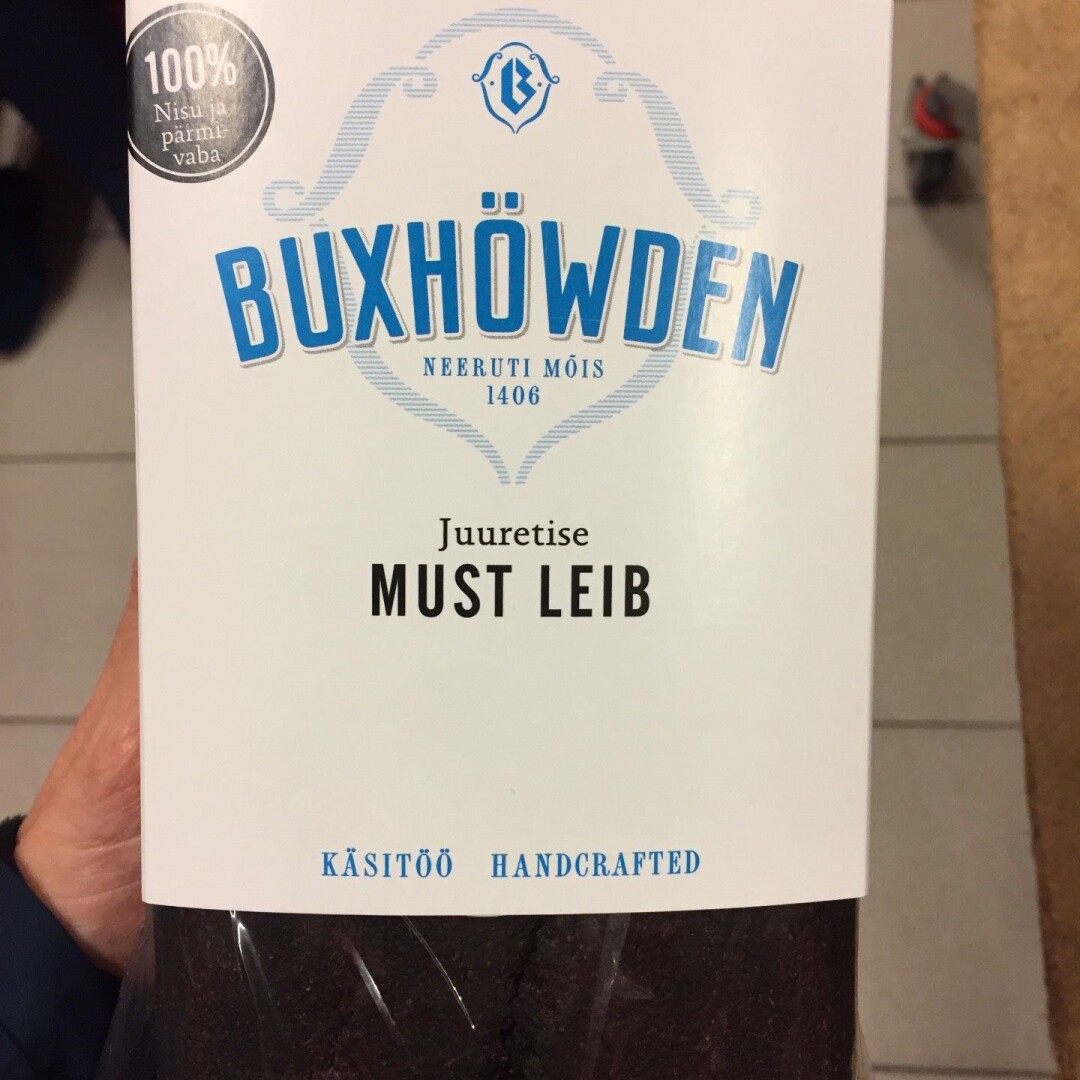 100%
Nisu ja
pärmi-
vaba
B
BUXHÖWDEN
NEERUTI MÕIS
1406
Juuretise
MUST LEIB
KÄSITÖÖ HANDCRAFTED